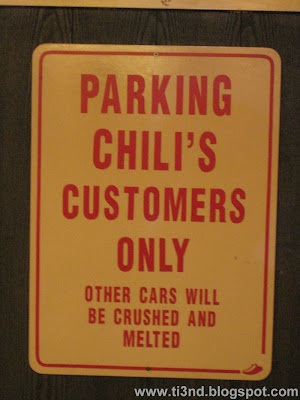 PARKING
CHILI'S
CUSTOMERS
ONLY
OTHER CARS WILL
BE CRUSHED AND
MELTED
www.ti3nd.blogspot.com